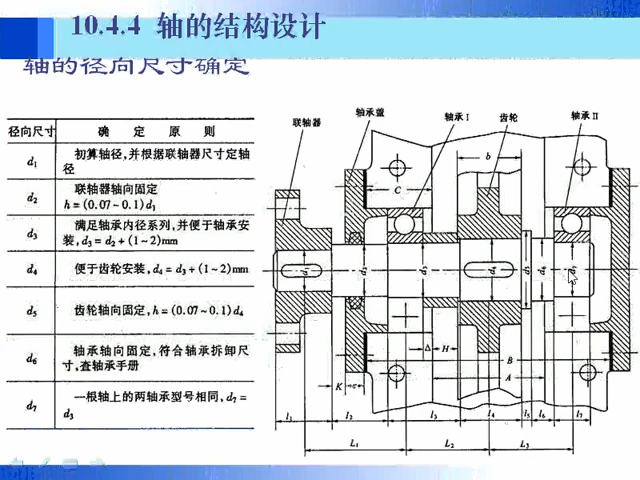 10.4.4 轴的结构设计
轴的径向尺寸确定
径向尺寸 确 定 原 则
d₁ 初算轴径,并根据联轴器尺寸定轴
径
d₂ 联轴器轴向固定
h=(0.07~0.1)d₁
d₃ 满足轴承内径系列,并便于轴承安
装,d₃=d₂+(1~2)mm
d₄ 便于齿轮安装,d₄=d₃+(1~2)mm
d₅ 齿轮轴向固定,h=(0.07~0.1)d₄
d₆ 轴承轴向固定,符合轴承拆卸尺
寸,查轴承手册
d₇ 一根轴上的两轴承型号相同,d₇=
d₃
联轴器 轴承盖 轴承I 齿轮 轴承II
b
C
d₁ d₂ d₃ d₄ d₅ d₆ d₇
Δ H B
K e A
l₁ l₂ l₃ l₄ l₅ l₆ l₇
L₁ L₂ L₃